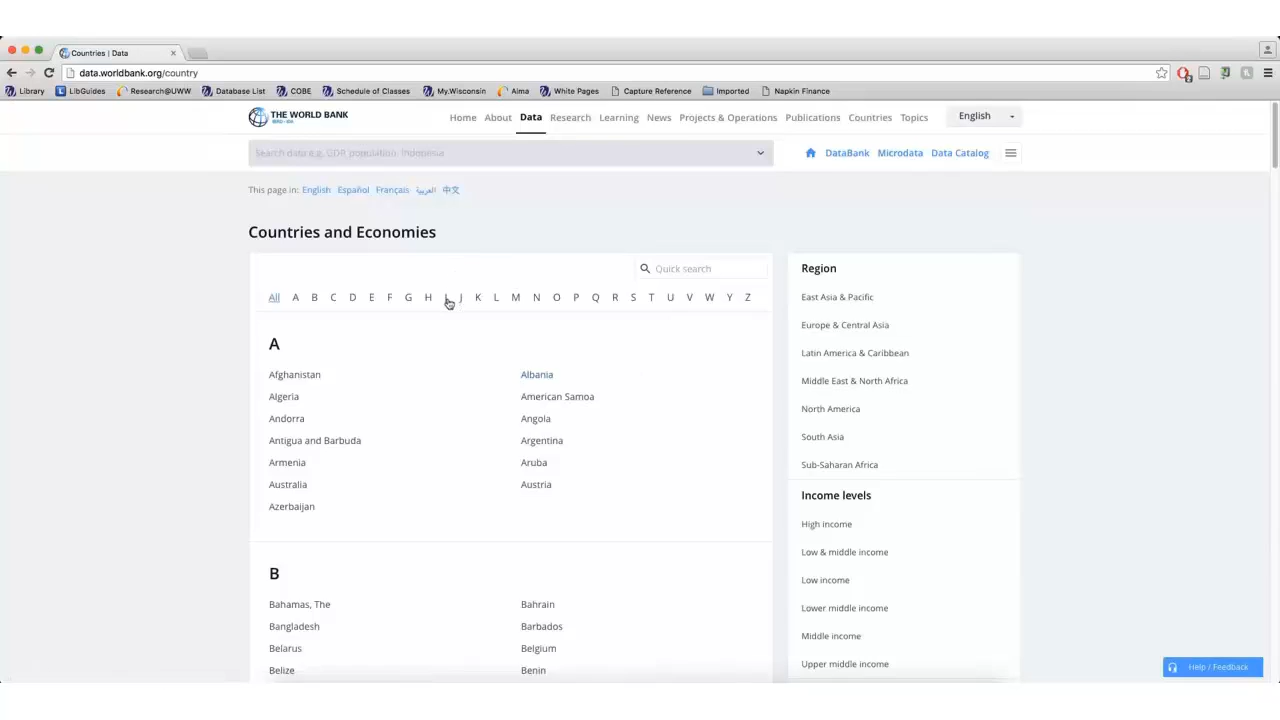 Countries | Data
data.worldbank.org/country
Library LibGuides Research@UWW Database List COBE Schedule of Classes My.Wisconsin Aima White Pages Capture Reference Imported Napkin Finance
THE WORLD BANK
Home About Data Research Learning News Projects & Operations Publications Countries Topics English
Search data e.g. GDP, population, Indonesia
DataBank Microdata Data Catalog
This page in: English Español Français العربية 中文
Countries and Economies
Quick search
All A B C D E F G H I J K L M N O P Q R S T U V W Y Z
A
Afghanistan Albania
Algeria American Samoa
Andorra Angola
Antigua and Barbuda Argentina
Armenia Aruba
Australia Austria
Azerbaijan
B
Bahamas, The Bahrain
Bangladesh Barbados
Belarus Belgium
Belize Benin
Region
East Asia & Pacific
Europe & Central Asia
Latin America & Caribbean
Middle East & North Africa
North America
South Asia
Sub-Saharan Africa
Income levels
High income
Low & middle income
Low income
Lower middle income
Middle income
Upper middle income
Help / Feedback